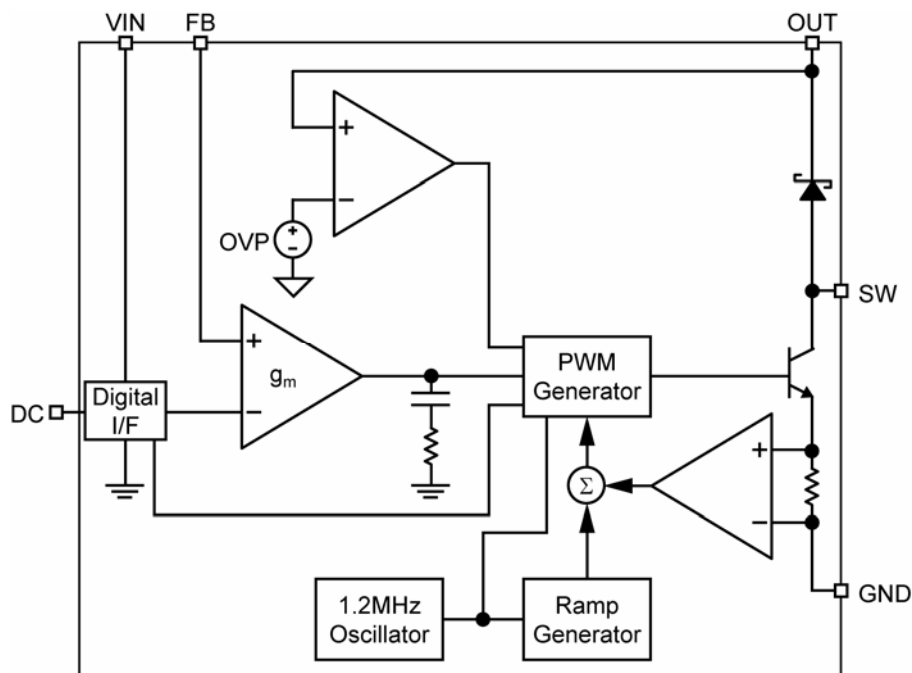 VIN FB OUT
+
−
OVP
+
−
SW
+
gm
−
PWM
Generator
DC
Digital
I/F
+
−
Σ
GND
1.2MHz
Oscillator
Ramp
Generator